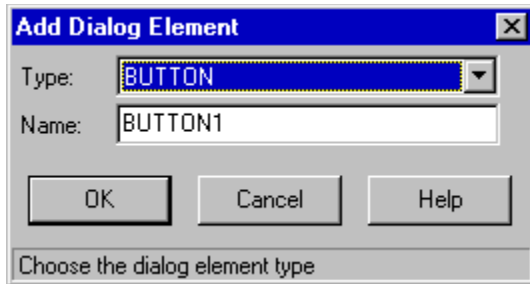 Add Dialog Element
Type: BUTTON
Name: BUTTON1
OK Cancel Help
Choose the dialog element type